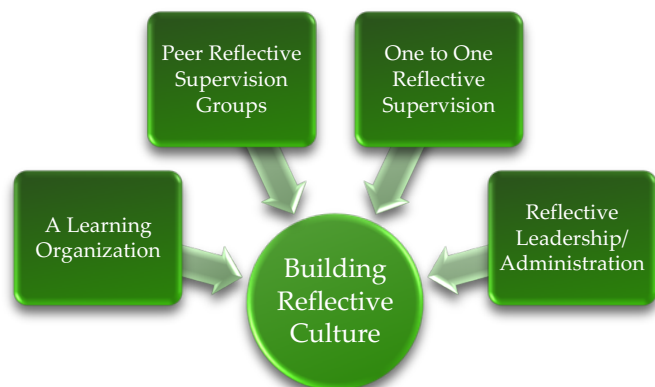 Peer Reflective
Supervision
Groups
One to One
Reflective
Supervision
A Learning
Organization
Reflective
Leadership/
Administration
Building
Reflective
Culture